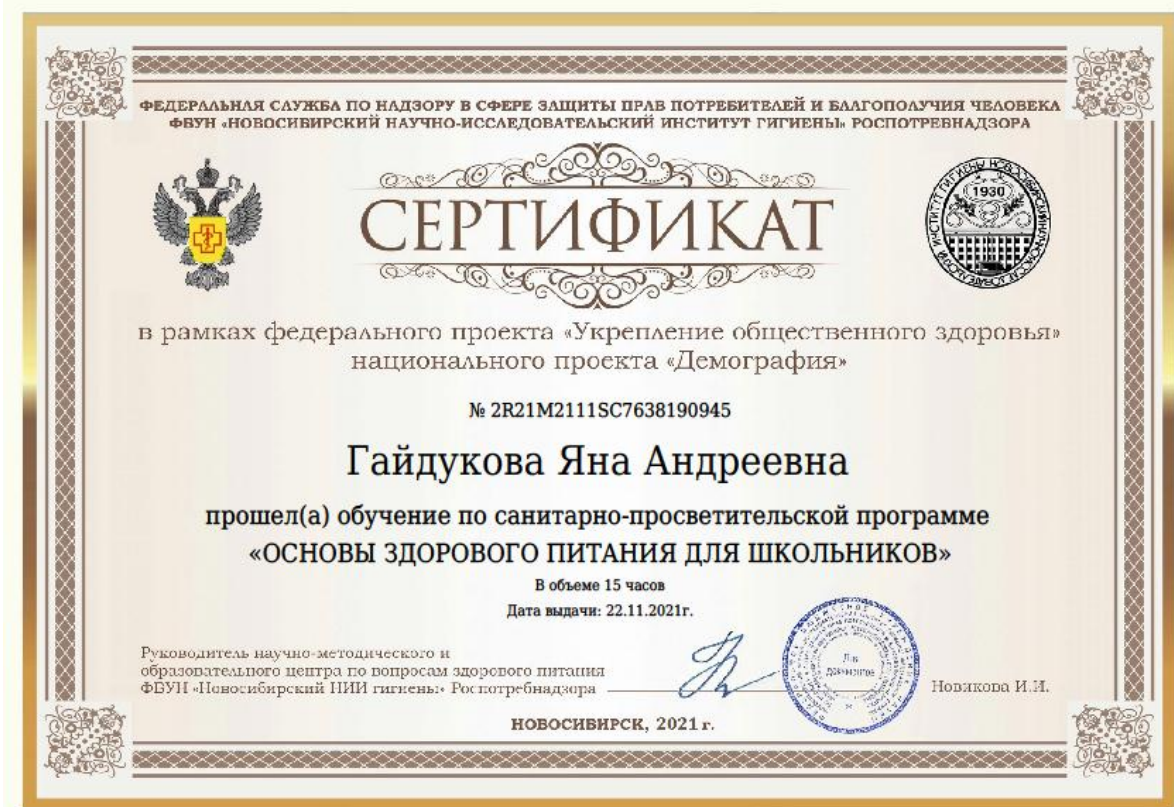 ФЕДЕРАЛЬНАЯ СЛУЖБА ПО НАДЗОРУ В СФЕРЕ ЗАЩИТЫ ПРАВ ПОТРЕБИТЕЛЕЙ И БЛАГОПОЛУЧИЯ ЧЕЛОВЕКА
ФБУН «НОВОСИБИРСКИЙ НАУЧНО-ИССЛЕДОВАТЕЛЬСКИЙ ИНСТИТУТ ГИГИЕНЫ» РОСПОТРЕБНАДЗОРА
1930
СЕРТИФИКАТ
в рамках федерального проекта «Укрепление общественного здоровья»
национального проекта «Демография»
№ 2R21M2111SC7638190945
Гайдукова Яна Андреевна
прошел(а) обучение по санитарно-просветительской программе
«ОСНОВЫ ЗДОРОВОГО ПИТАНИЯ ДЛЯ ШКОЛЬНИКОВ»
В объеме 15 часов
Дата выдачи: 22.11.2021г.
Руководитель научно-методического и
образовательного центра по вопросам здорового питания
ФБУН «Новосибирский НИИ гигиены» Роспотребнадзора
Для
документов
Новикова И.И.
НОВОСИБИРСК, 2021 г.